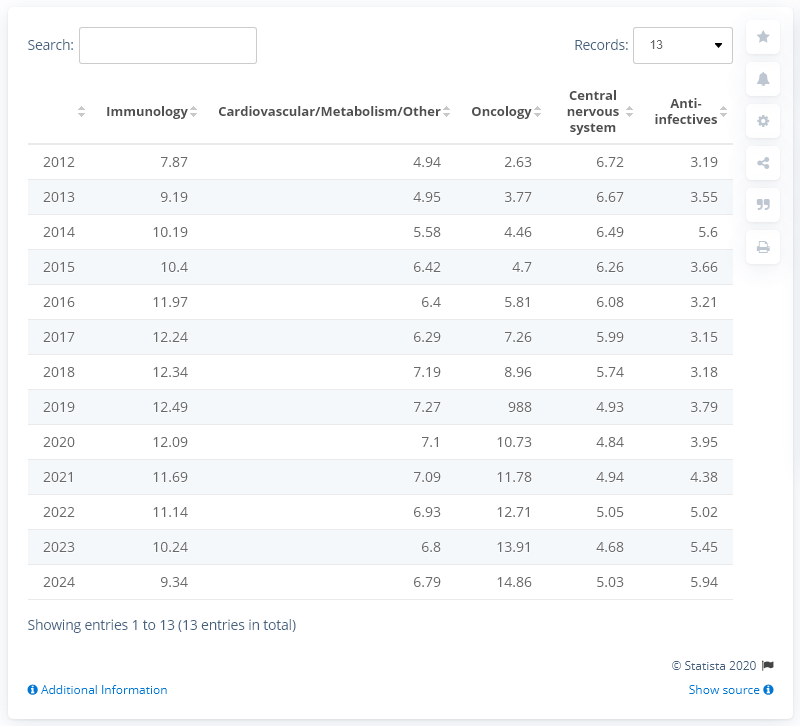 Search: Records: 13
Immunology Cardiovascular/Metabolism/Other Oncology Central nervous system Anti-infectives
2012 7.87 4.94 2.63 6.72 3.19
2013 9.19 4.95 3.77 6.67 3.55
2014 10.19 5.58 4.46 6.49 5.6
2015 10.4 6.42 4.7 6.26 3.66
2016 11.97 6.4 5.81 6.08 3.21
2017 12.24 6.29 7.26 5.99 3.15
2018 12.34 7.19 8.96 5.74 3.18
2019 12.49 7.27 988 4.93 3.79
2020 12.09 7.1 10.73 4.84 3.95
2021 11.69 7.09 11.78 4.94 4.38
2022 11.14 6.93 12.71 5.05 5.02
2023 10.24 6.8 13.91 4.68 5.45
2024 9.34 6.79 14.86 5.03 5.94
Showing entries 1 to 13 (13 entries in total)
© Statista 2020
Additional Information Show source